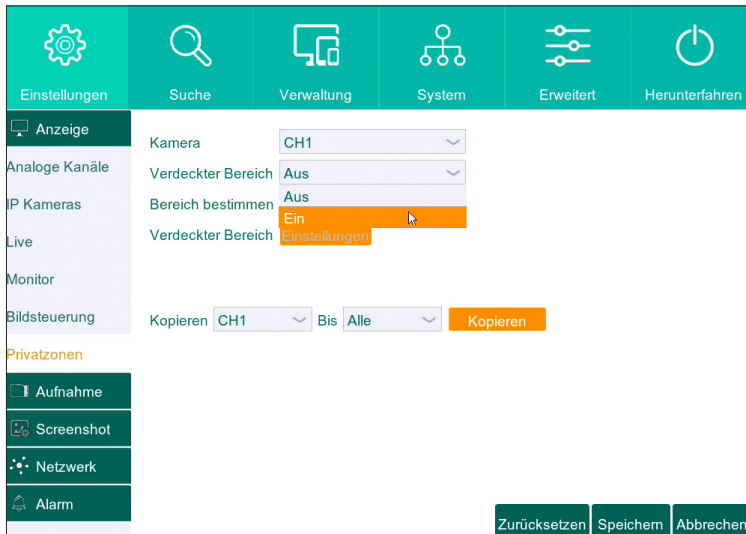 Einstellungen
Suche
Verwaltung
System
Erweitert
Herunterfahren
Anzeige
Analoge Kanäle
IP Kameras
Live
Monitor
Bildsteuerung
Privatzonen
Aufnahme
Screenshot
Netzwerk
Alarm
Kamera CH1
Verdeckter Bereich Aus
Aus
Bereich bestimmen
Ein
Verdeckter Bereich Einstellungen
Kopieren CH1 Bis Alle Kopieren
Zurücksetzen Speichern Abbrechen